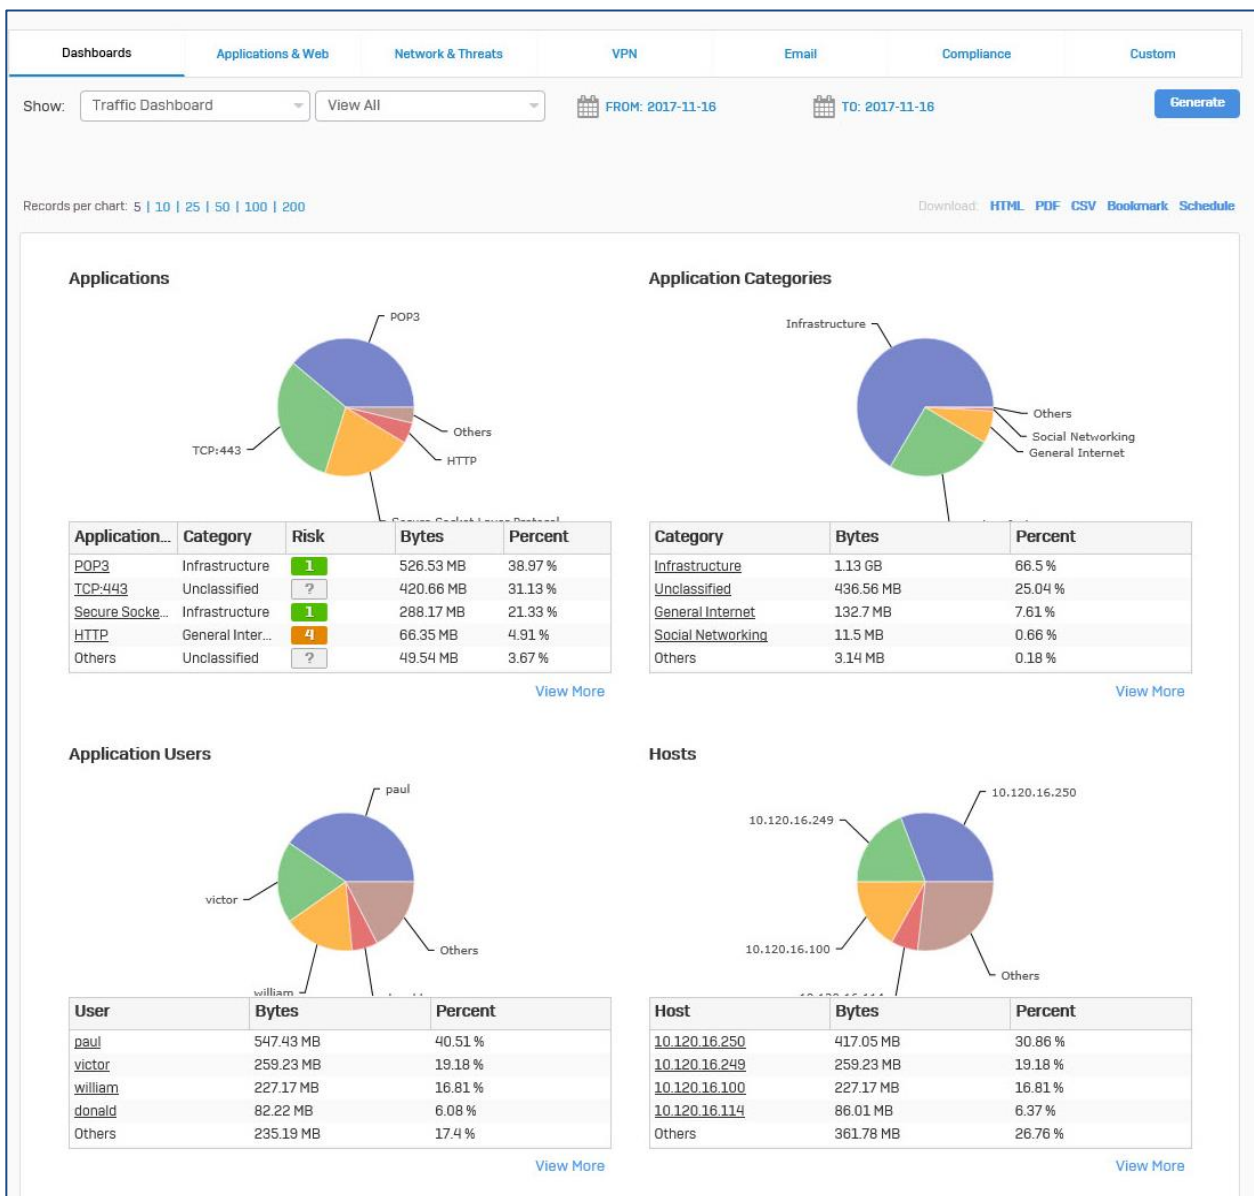 Dashboards Applications & Web Network & Threats VPN Email Compliance Custom
Show: Traffic Dashboard View All FROM: 2017-11-16 TO: 2017-11-16 Generate
Records per chart: 5 | 10 | 25 | 50 | 100 | 200 Download: HTML PDF CSV Bookmark Schedule
Applications
POP3
Others
HTTP
TCP:443
Secure Socket Layer Protocol
Application... Category Risk Bytes Percent
POP3 Infrastructure 1 526.53 MB 38.97 %
TCP:443 Unclassified ? 420.66 MB 31.13 %
Secure Socke... Infrastructure 1 288.17 MB 21.33 %
HTTP General Inter... 4 66.35 MB 4.91 %
Others Unclassified ? 49.54 MB 3.67 %
View More
Application Categories
Infrastructure
Others
Social Networking
General Internet
Category Bytes Percent
Infrastructure 1.13 GB 66.5 %
Unclassified 436.56 MB 25.04 %
General Internet 132.7 MB 7.61 %
Social Networking 11.5 MB 0.66 %
Others 3.14 MB 0.18 %
View More
Application Users
paul
victor
Others
william
User Bytes Percent
paul 547.43 MB 40.51 %
victor 259.23 MB 19.18 %
william 227.17 MB 16.81 %
donald 82.22 MB 6.08 %
Others 235.19 MB 17.4 %
View More
Hosts
10.120.16.250
10.120.16.249
10.120.16.100
Others
10.120.16.114
Host Bytes Percent
10.120.16.250 417.05 MB 30.86 %
10.120.16.249 259.23 MB 19.18 %
10.120.16.100 227.17 MB 16.81 %
10.120.16.114 86.01 MB 6.37 %
Others 361.78 MB 26.76 %
View More